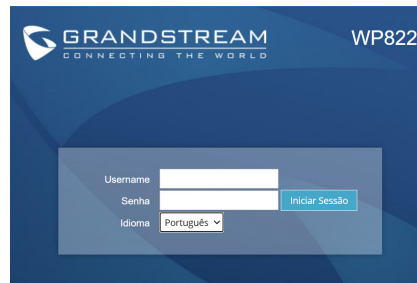 GRANDSTREAM WP822
CONNECTING THE WORLD
Username
Senha Iniciar Sessão
Idioma Português